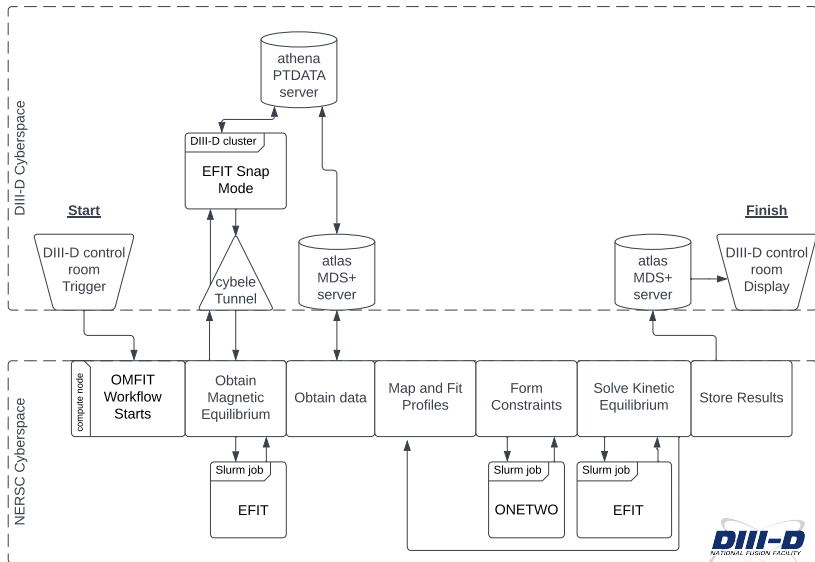 athena
PTDATA
server
DIII-D cluster
EFIT Snap
Mode
DIII-D Cyberspace
Start
DIII-D control
room
Trigger
cybele
Tunnel
atlas
MDS+
server
atlas
MDS+
server
Finish
DIII-D control
room
Display
NERSC Cyberspace
compute node
OMFIT
Workflow
Starts
Obtain
Magnetic
Equilibrium
Obtain data
Map and Fit
Profiles
Form
Constraints
Solve Kinetic
Equilibrium
Store Results
Slurm job
EFIT
Slurm job
ONETWO
Slurm job
EFIT
DIII-D
NATIONAL FUSION FACILITY